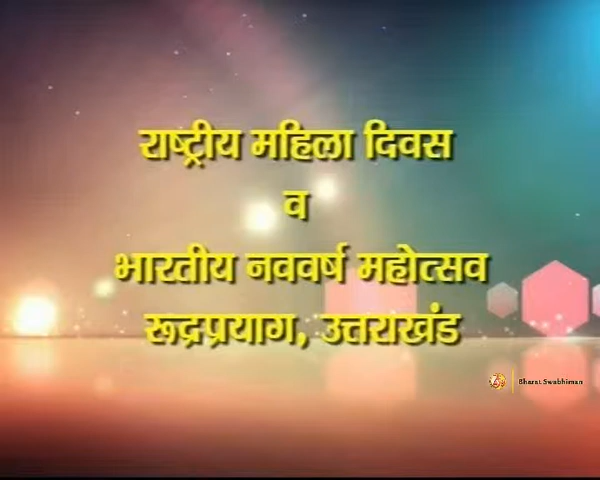 राष्ट्रीय महिला दिवस
व
भारतीय नववर्ष महोत्सव
रूद्रप्रयाग, उत्तराखंड
Bharat Swabhiman